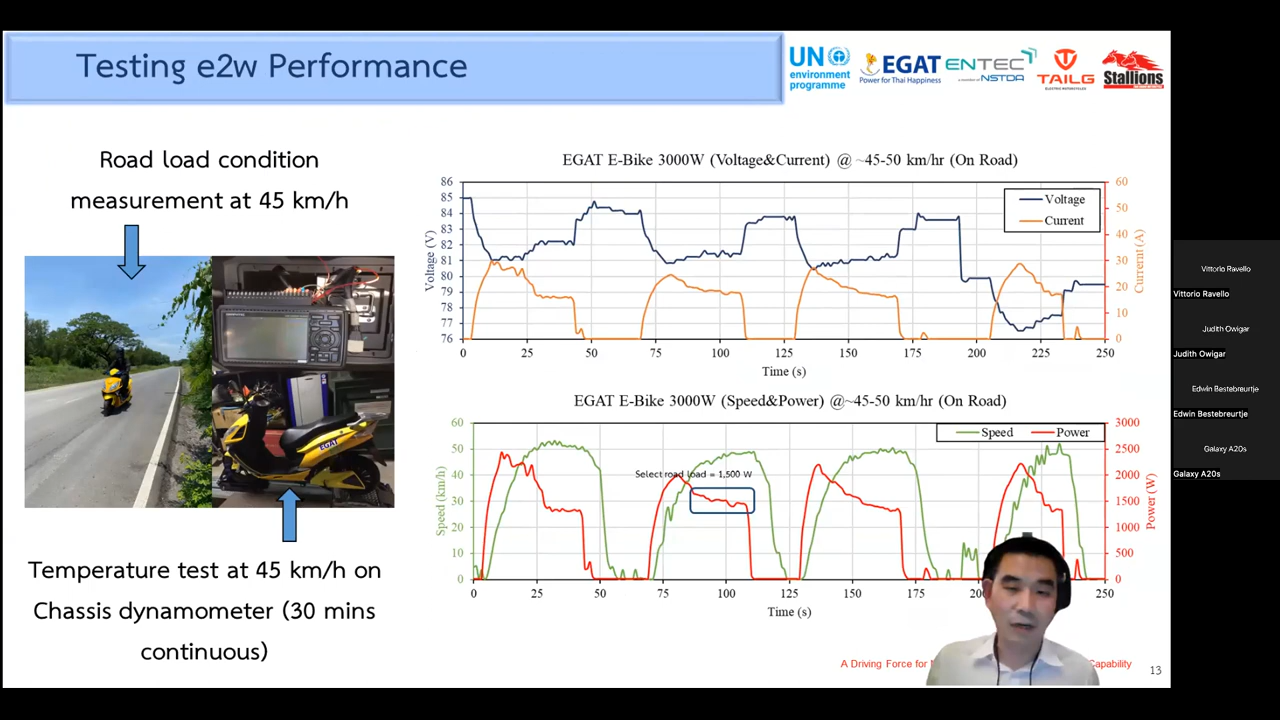 Testing e2w Performance
UN
environment
programme
EGAT
Power for Thai Happiness
ENTEC
a member of NSTDA
TAILG
ELECTRIC MOTORCYCLES
Stallions
Road load condition
measurement at 45 km/h
EGAT
Temperature test at 45 km/h on
Chassis dynamometer (30 mins
continuous)
EGAT E-Bike 3000W (Voltage&Current) @ ~45-50 km/hr (On Road)
Voltage
Current
Voltage (V)
86
85
84
83
82
81
80
79
78
77
76
60
50
40
30
20
10
0
Currernt (A)
0 25 50 75 100 125 150 175 200 225 250
Time (s)
EGAT E-Bike 3000W (Speed&Power) @~45-50 km/hr (On Road)
Speed
Power
Select road load = 1,500 W
Speed (km/h)
60
50
40
30
20
10
0
3000
2500
2000
1500
1000
500
0
Power (W)
0 25 50 75 100 125 150 175 250
Time (s)
A Driving Force for
Capability
13
Vittorio Ravello
Vittorio Ravello
Judith Owigar
Judith Owigar
Edwin Bestebreurtje
Edwin Bestebreurtje
Galaxy A20s
Galaxy A20s